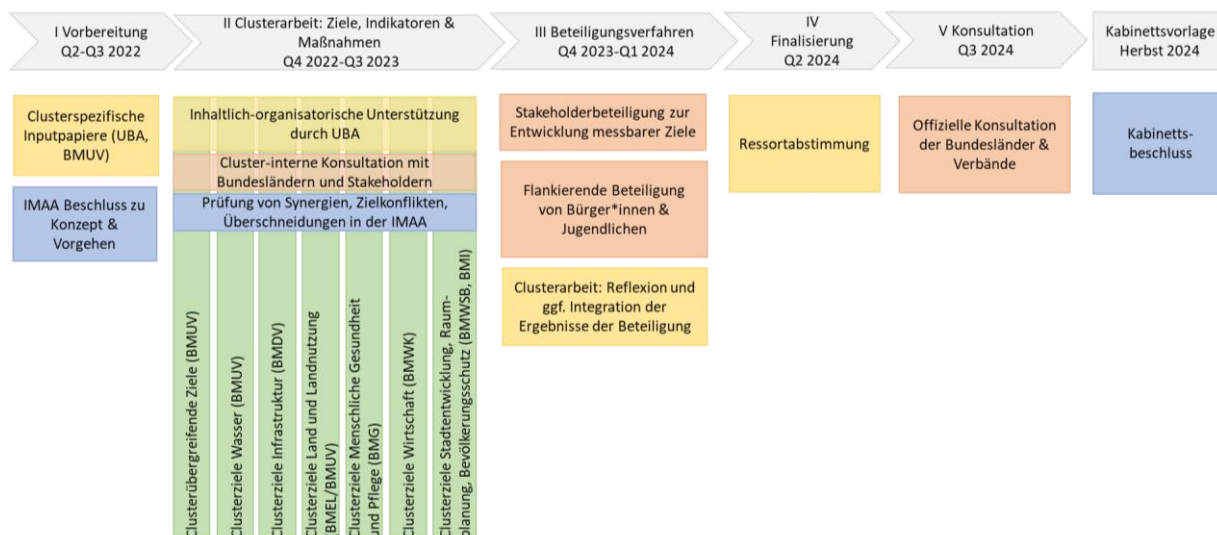 I Vorbereitung
Q2-Q3 2022
II Clusterarbeit: Ziele, Indikatoren &
Maßnahmen
Q4 2022-Q3 2023
III Beteiligungsverfahren
Q4 2023-Q1 2024
IV
Finalisierung
Q2 2024
V Konsultation
Q3 2024
Kabinettsvorlage
Herbst 2024
Clusterspezifische
Inputpapiere (UBA,
BMUV)
IMAA Beschluss zu
Konzept &
Vorgehen
Inhaltlich-organisatorische Unterstützung
durch UBA
Cluster-interne Konsultation mit
Bundesländern und Stakeholdern
Prüfung von Synergien, Zielkonflikten,
Überschneidungen in der IMAA
Clusterübergreifende Ziele (BMUV)
Clusterziele Wasser (BMUV)
Clusterziele Infrastruktur (BMDV)
Clusterziele Land und Landnutzung
(BMEL/BMUV)
Clusterziele Menschliche Gesundheit
und Pflege (BMG)
Clusterziele Wirtschaft (BMWK)
Clusterziele Stadtentwicklung, Raum-
planung, Bevölkerungsschutz (BMWSB, BMI)
Stakeholderbeteiligung zur
Entwicklung messbarer Ziele
Flankierende Beteiligung
von Bürger*innen &
Jugendlichen
Clusterarbeit: Reflexion und
ggf. Integration der
Ergebnisse der Beteiligung
Ressortabstimmung
Offizielle Konsultation
der Bundesländer &
Verbände
Kabinetts-
beschluss